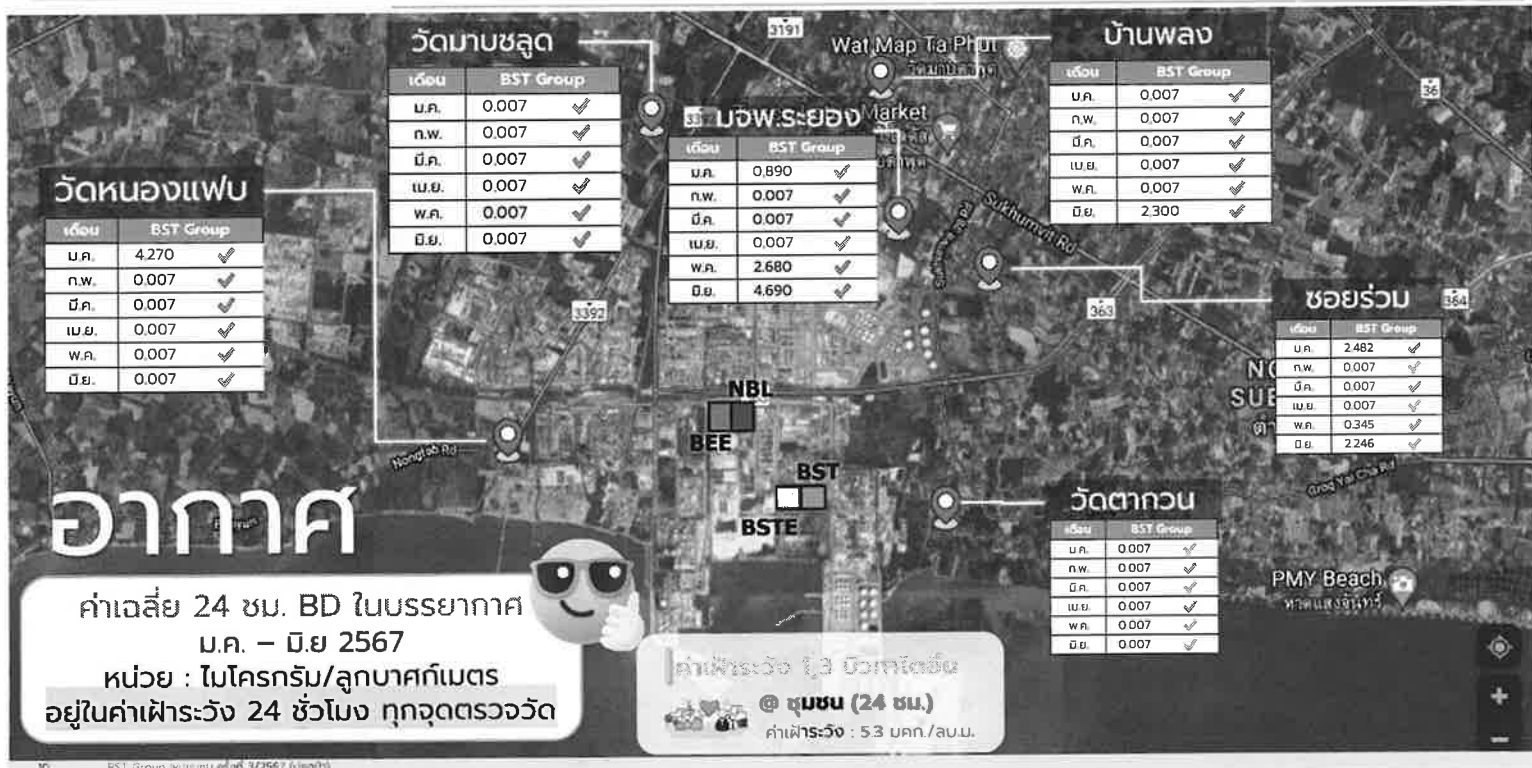 วัดมาบชลูด
เดือน BST Group
ม.ค. 0.007
ก.พ. 0.007
มี.ค. 0.007
เม.ย. 0.007
พ.ค. 0.007
มิ.ย. 0.007
3191
Wat Map Ta Phut
วัดมาบตาพุด
บ้านพลง
เดือน BST Group
ม.ค. 0.007
ก.พ. 0.007
มี.ค. 0.007
เม.ย. 0.007
พ.ค. 0.007
มิ.ย. 2.300
36
มจพ.ระยอง
Market
เดือน BST Group
ม.ค. 0.890
ก.พ. 0.007
มี.ค. 0.007
เม.ย. 0.007
พ.ค. 2.680
มิ.ย. 4.690
Sukhumvit Rd
วัดหนองแฟบ
เดือน BST Group
ม.ค. 4.270
ก.พ. 0.007
มี.ค. 0.007
เม.ย. 0.007
พ.ค. 0.007
มิ.ย. 0.007
3392
363
364
ซอยร่วม
เดือน BST Group
ม.ค. 2.482
ก.พ. 0.007
มี.ค. 0.007
เม.ย. 0.007
พ.ค. 0.345
มิ.ย. 2.246
NBL
BEE
BST
BSTE
Nongfab Rd
วัดตากวน
เดือน BST Group
ม.ค. 0.007
ก.พ. 0.007
มี.ค. 0.007
เม.ย. 0.007
พ.ค. 0.007
มิ.ย. 0.007
PMY Beach
หาดแสงจันทร์
อากาศ
ค่าเฉลี่ย 24 ชม. BD ในบรรยากาศ
ม.ค. – มิ.ย 2567
หน่วย : ไมโครกรัม/ลูกบาศก์เมตร
อยู่ในค่าเฝ้าระวัง 24 ชั่วโมง ทุกจุดตรวจวัด
ค่าเฝ้าระวัง 1,3 บิวทาไดอีน
@ ชุมชน (24 ชม.)
ค่าเฝ้าระวัง : 5.3 มคก./ลบ.ม.